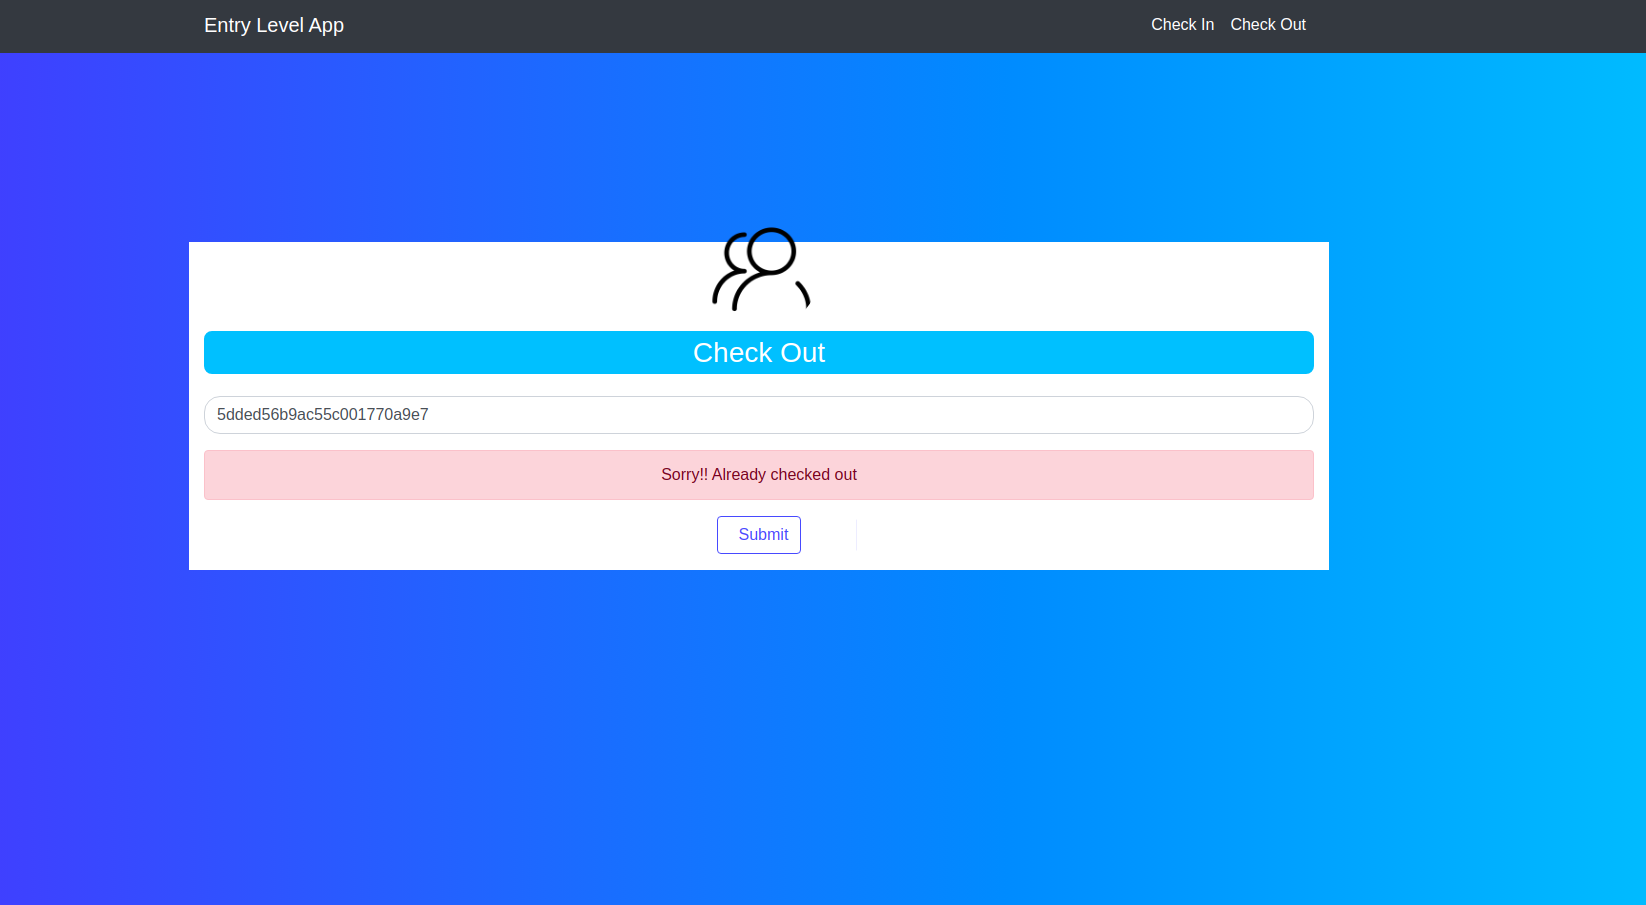 Entry Level App
Check In Check Out
Check Out
5dded56b9ac55c001770a9e7
Sorry!! Already checked out
Submit